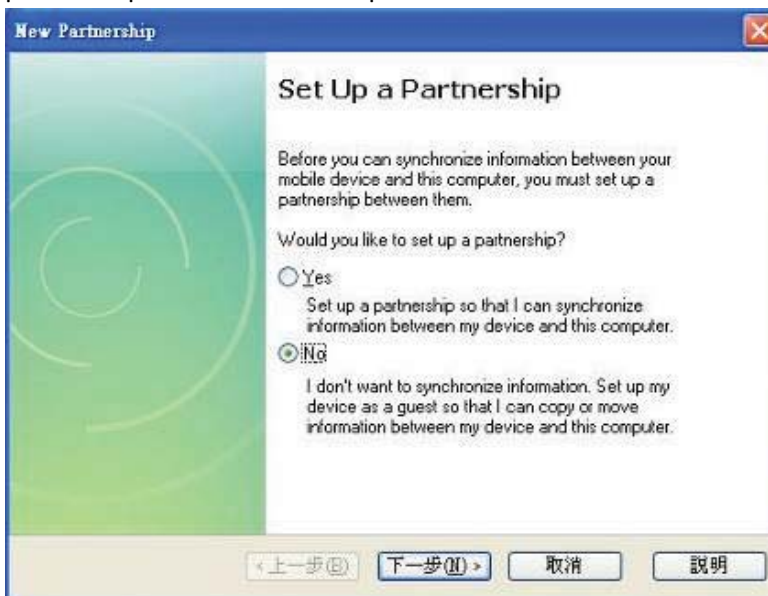 New Partnership
Set Up a Partnership
Before you can synchronize information between your
mobile device and this computer, you must set up a
partnership between them.
Would you like to set up a partnership?
Yes
Set up a partnership so that I can synchronize
information between my device and this computer.
No
I don't want to synchronize information. Set up my
device as a guest so that I can copy or move
information between my device and this computer.
<上一步(B) 下一步(N)> 取消 説明